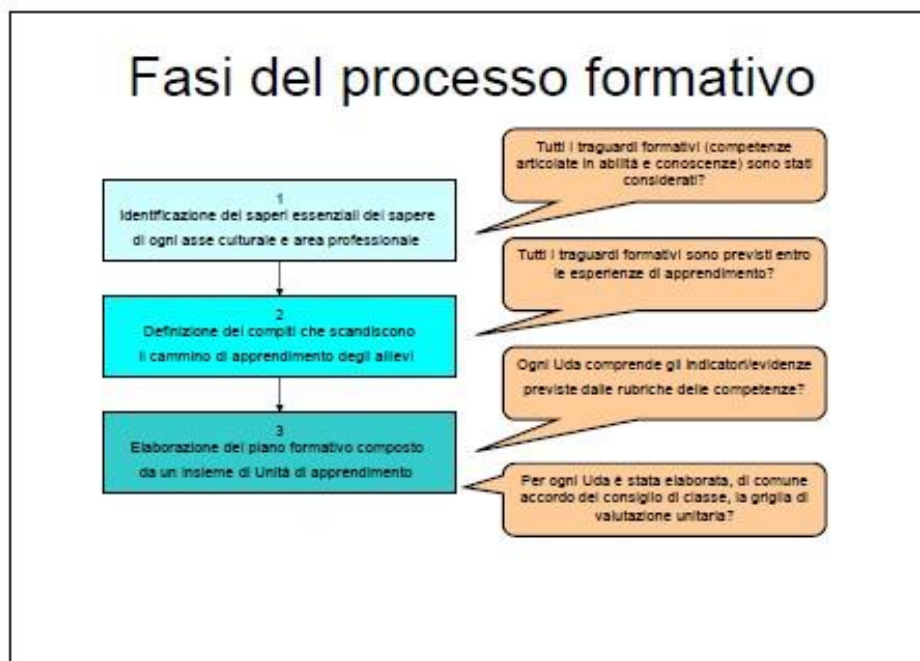 Fasi del processo formativo
1
Identificazione dei saperi essenziali del sapere
di ogni asse culturale e area professionale
Tutti i traguardi formativi (competenze
articolate in abilità e conoscenze) sono stati
considerati?
2
Definizione dei compiti che scandiscono
il cammino di apprendimento degli allievi
Tutti i traguardi formativi sono previsti entro
le esperienze di apprendimento?
3
Elaborazione del piano formativo composto
da un insieme di Unità di apprendimento
Ogni Uda comprende gli indicatori/evidenze
previste dalle rubriche delle competenze?
Per ogni Uda è stata elaborata, di comune
accordo del consiglio di classe, la griglia di
valutazione unitaria?